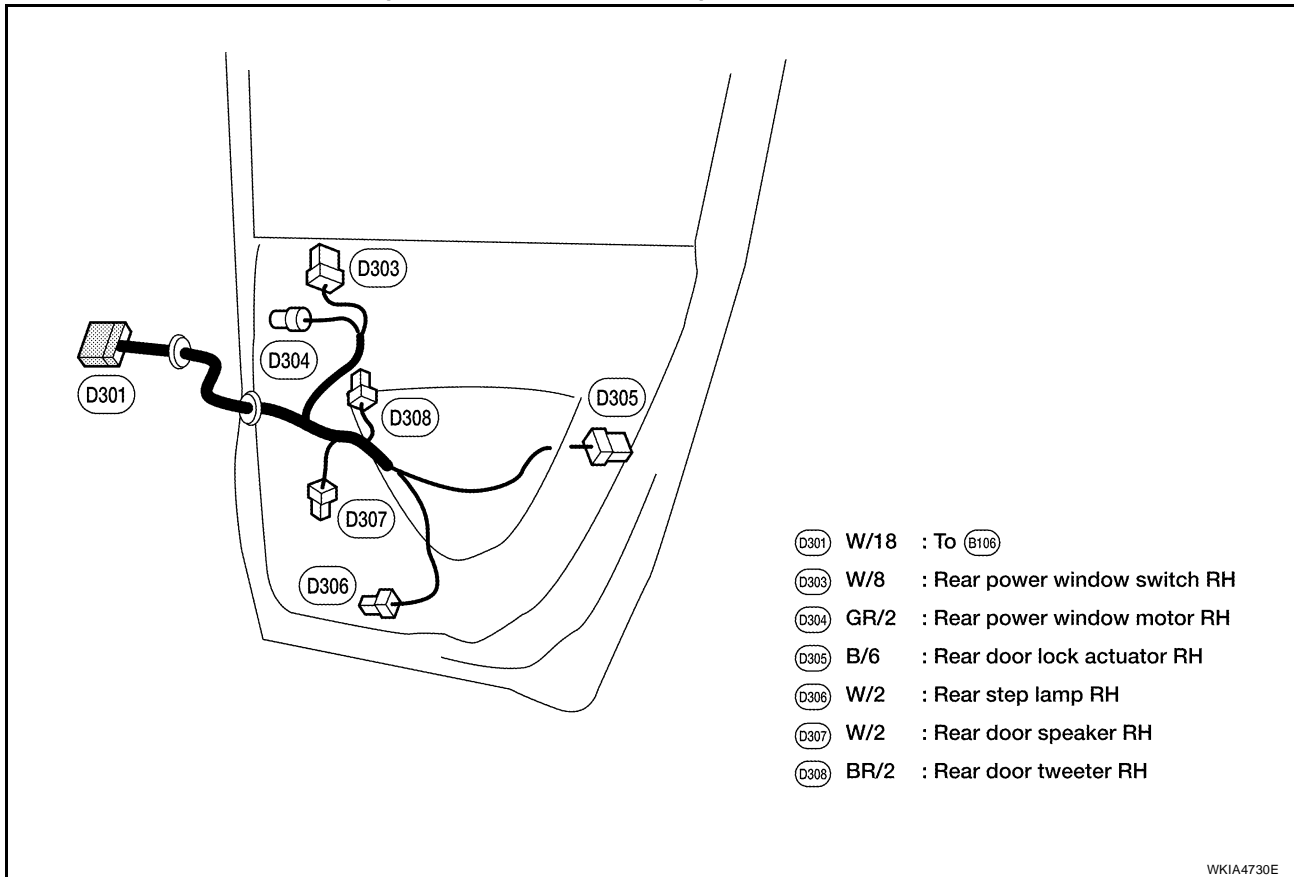 D303
D304
D301
D308
D305
D307
D306
D301 W/18 : To B106
D303 W/8 : Rear power window switch RH
D304 GR/2 : Rear power window motor RH
D305 B/6 : Rear door lock actuator RH
D306 W/2 : Rear step lamp RH
D307 W/2 : Rear door speaker RH
D308 BR/2 : Rear door tweeter RH
WKIA4730E